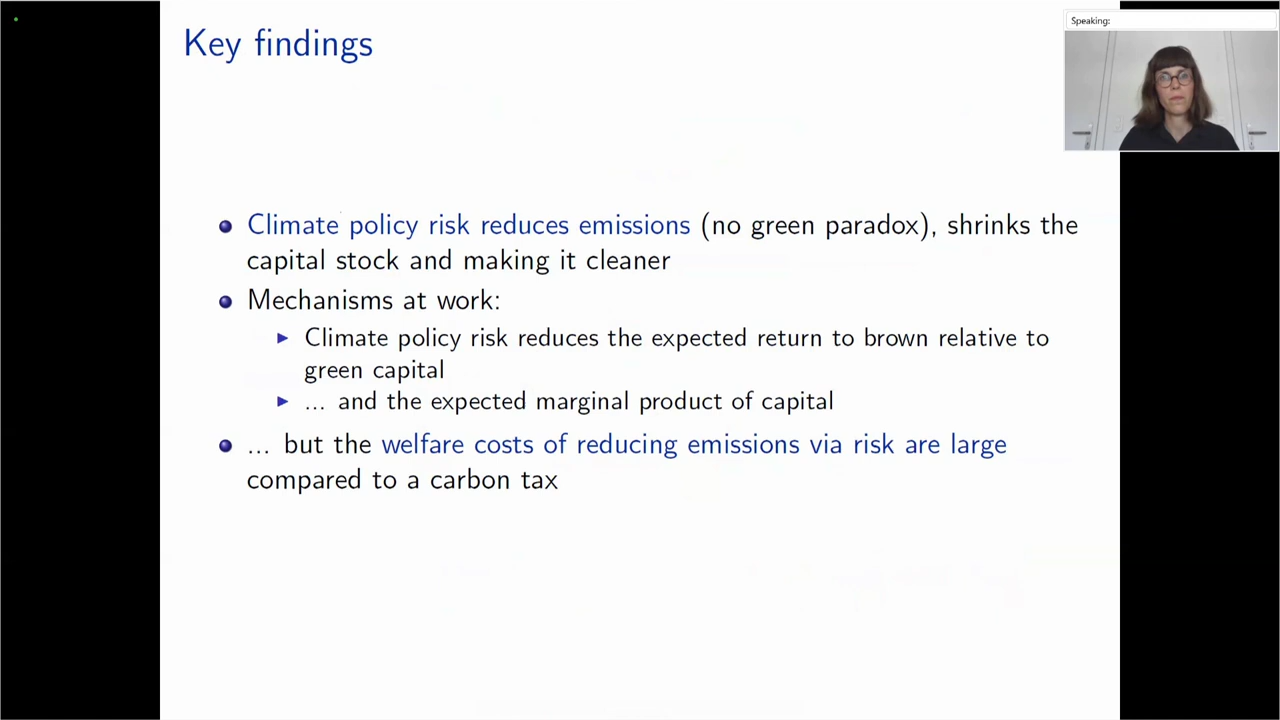 Key findings
Speaking:
Climate policy risk reduces emissions (no green paradox), shrinks the
capital stock and making it cleaner
Mechanisms at work:
Climate policy risk reduces the expected return to brown relative to
green capital
... and the expected marginal product of capital
... but the welfare costs of reducing emissions via risk are large
compared to a carbon tax